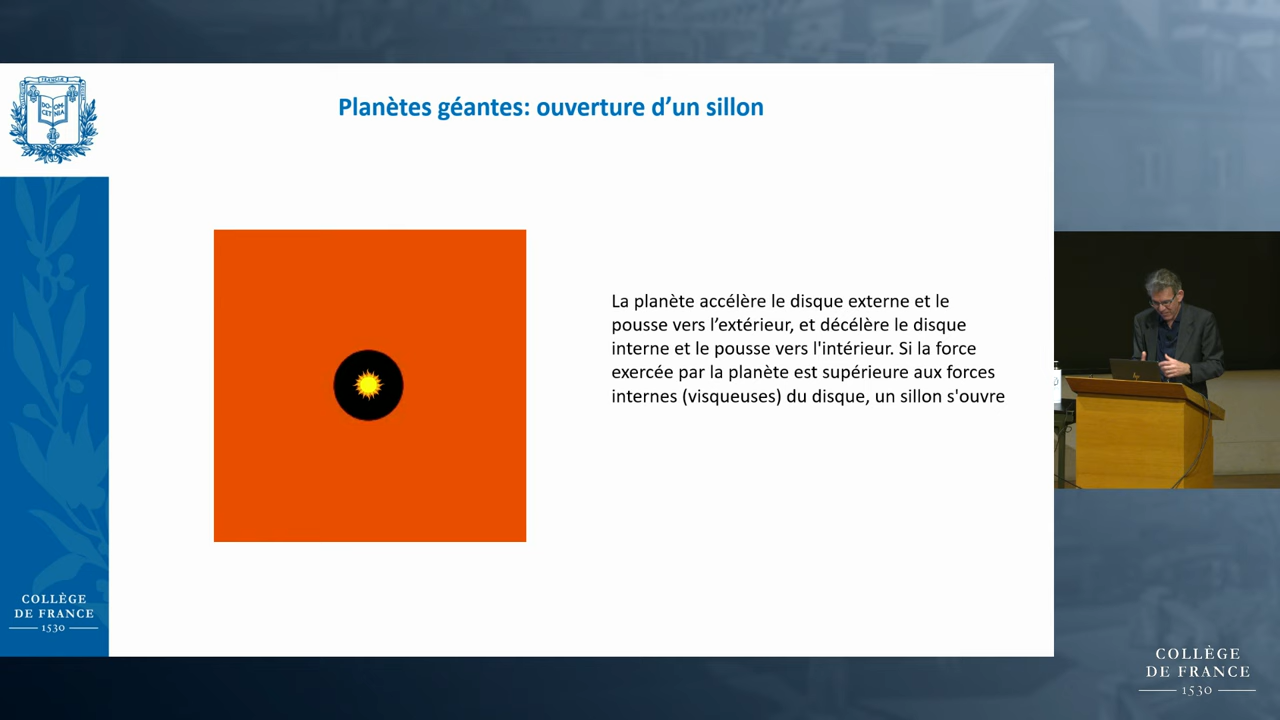 Planètes géantes: ouverture d’un sillon
La planète accélère le disque externe et le
pousse vers l’extérieur, et décélère le disque
interne et le pousse vers l'intérieur. Si la force
exercée par la planète est supérieure aux forces
internes (visqueuses) du disque, un sillon s'ouvre
COLLÈGE
DE FRANCE
1530
COLLÈGE
DE FRANCE
1530